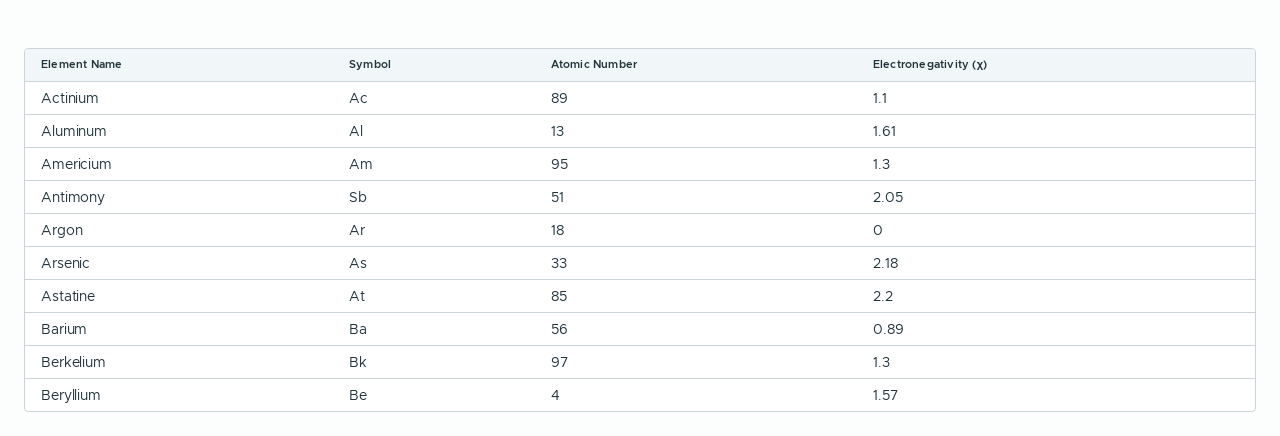 Element Name Symbol Atomic Number Electronegativity (χ)
Actinium Ac 89 1.1
Aluminum Al 13 1.61
Americium Am 95 1.3
Antimony Sb 51 2.05
Argon Ar 18 0
Arsenic As 33 2.18
Astatine At 85 2.2
Barium Ba 56 0.89
Berkelium Bk 97 1.3
Beryllium Be 4 1.57